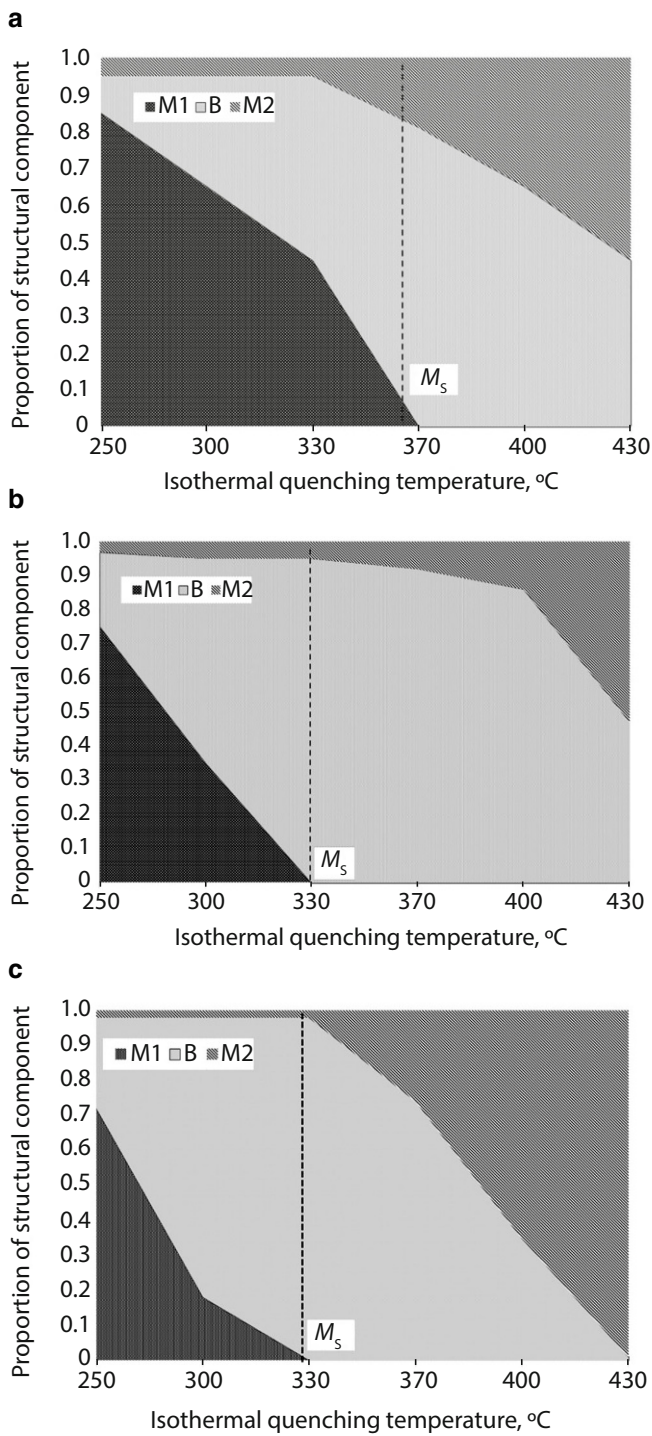 a
Proportion of structural component
1.0
0.9
0.8
0.7
0.6
0.5
0.4
0.3
0.2
0.1
0
M1 B M2
Ms
250 300 330 370 400 430
Isothermal quenching temperature, ºC
b
Proportion of structural component
1.0
0.9
0.8
0.7
0.6
0.5
0.4
0.3
0.2
0.1
0
M1 B M2
Ms
250 300 330 370 400 430
Isothermal quenching temperature, ºC
c
Proportion of structural component
1.0
0.9
0.8
0.7
0.6
0.5
0.4
0.3
0.2
0.1
0
M1 B M2
Ms
250 300 330 370 400 430
Isothermal quenching temperature, ºC